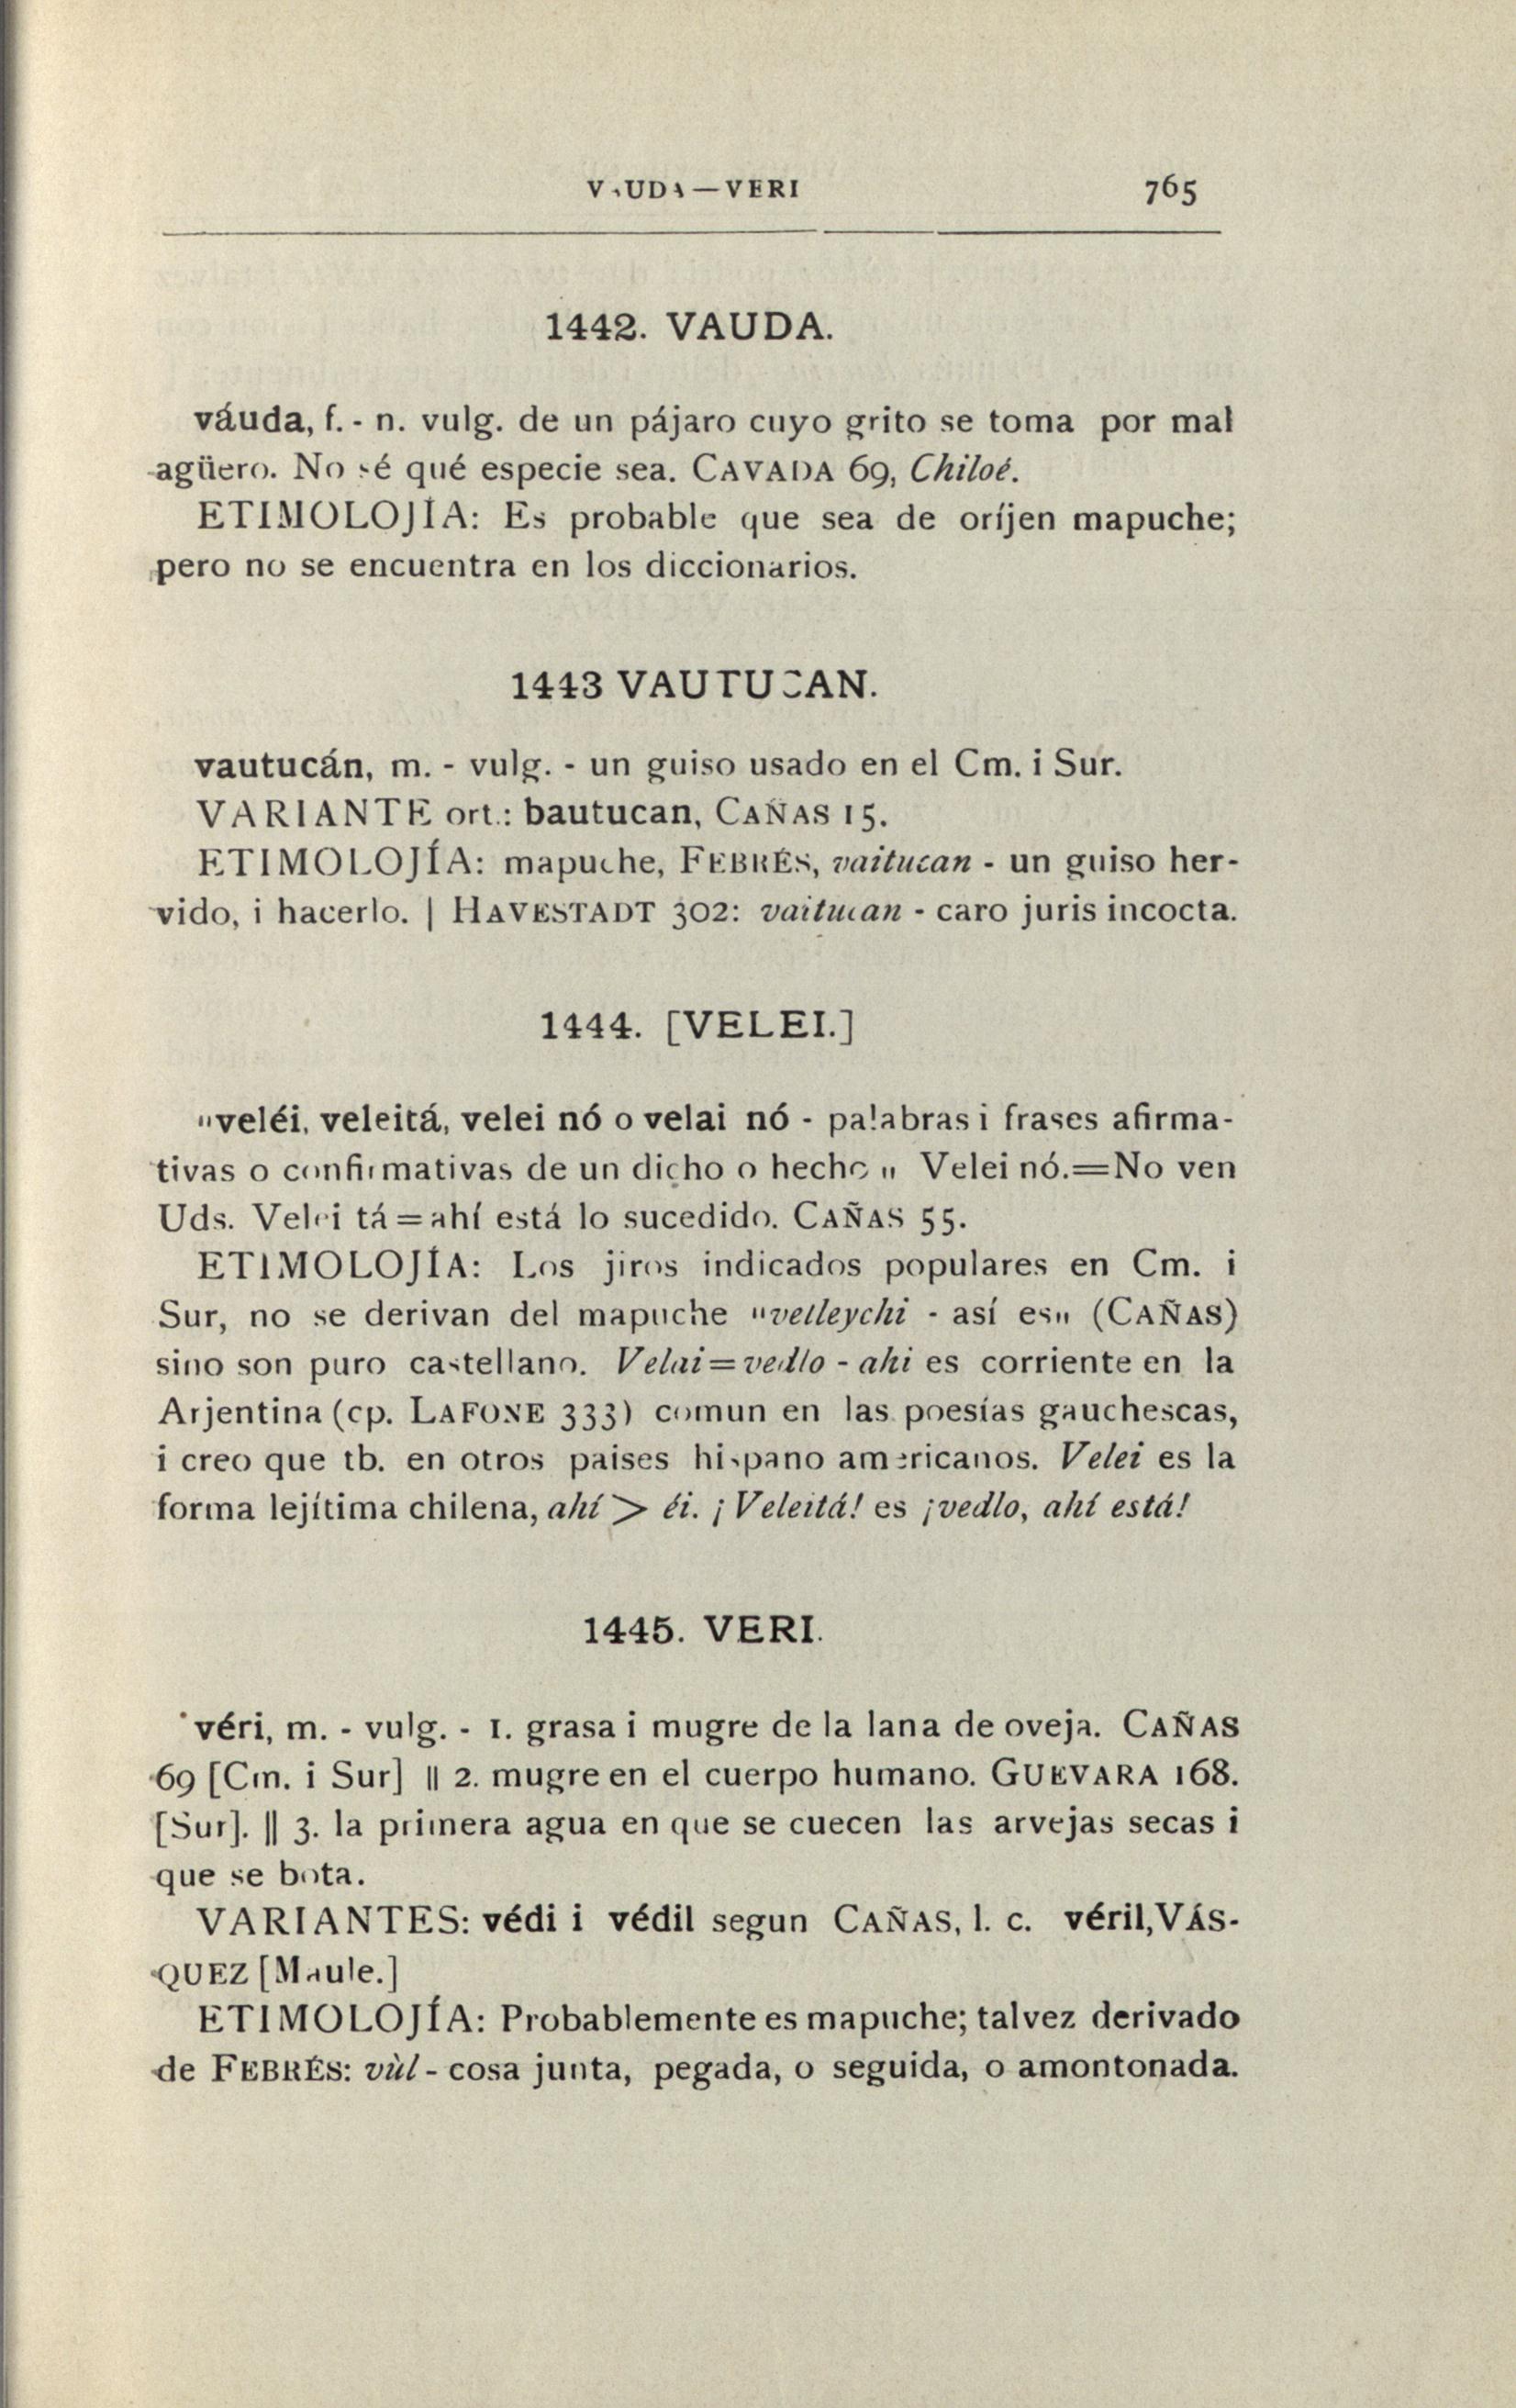 VAUDA—VERI 765
1442. VAUDA.
váuda, f. - n. vulg. de un pájaro cuyo grito se toma por mal
agüero. No sé qué especie sea. CAVADA 69, Chiloé.
ETIMOLOJÍA: Es probable que sea de oríjen mapuche;
pero no se encuentra en los diccionarios.
1443 VAUTUCAN.
vautucán, m. - vulg. - un guiso usado en el Cm. i Sur.
VARIANTE ort.: bautucan, CAÑAS 15.
ETIMOLOJÍA: mapuche, FEBRÉS, vaitucan - un guiso her-
vido, i hacerlo. | HAVESTADT 302: vaitucan - caro juris incocta.
1444. [VELEI.]
"veléi, veleitá, velei nó o velai nó - palabras i frases afirma-
tivas o confirmativas de un dicho o hecho" Velei nó.=No ven
Uds. Velei tá=ahí está lo sucedido. CAÑAS 55.
ETIMOLOJÍA: Los jiros indicados populares en Cm. i
Sur, no se derivan del mapuche "velleychi - así es" (CAÑAS)
sino son puro castellano. Velai=vedlo - ahi es corriente en la
Arjentina (cp. LAFONE 333) comun en las poesías gauchescas,
i creo que tb. en otros paises hispano americanos. Velei es la
forma lejítima chilena, ahí > éi. ¡Veleitá! es ¡vedlo, ahí está!
1445. VERI.
véri, m. - vulg. - 1. grasa i mugre de la lana de oveja. CAÑAS
69 [Cm. i Sur] || 2. mugre en el cuerpo humano. GUEVARA 168.
[Sur]. || 3. la primera agua en que se cuecen las arvejas secas i
que se bota.
VARIANTES: védi i védil segun CAÑAS, l. c. véril, VÁS-
QUEZ [Maule.]
ETIMOLOJÍA: Probablemente es mapuche; talvez derivado
de FEBRÉS: vùl - cosa junta, pegada, o seguida, o amontonada.